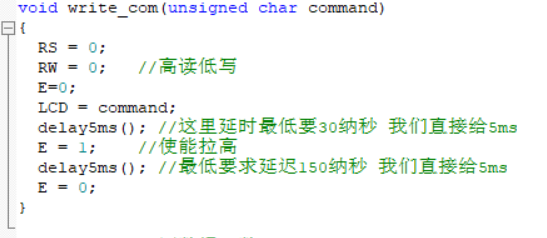 void write_com(unsigned char command)
{
RS = 0;
RW = 0; //高读低写
E=0;
LCD = command;
delay5ms(); //这里延时最低要30纳秒 我们直接给5ms
E = 1; //使能拉高
delay5ms(); //最低要求延迟150纳秒 我们直接给5ms
E = 0;
}